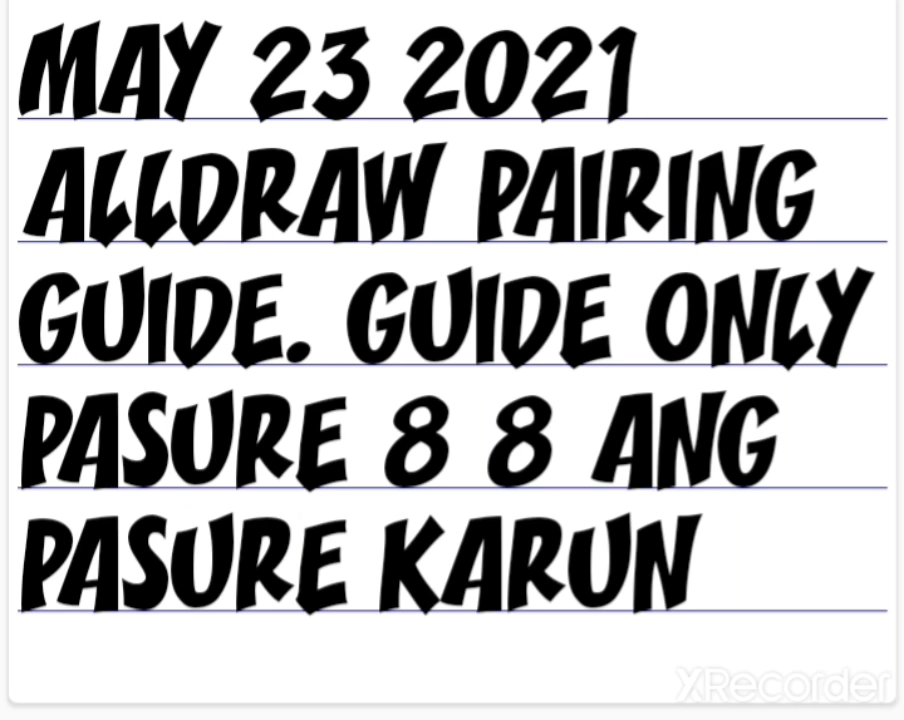 MAY 23 2021
ALLDRAW PAIRING
GUIDE. GUIDE ONLY
PASURE 8 8 ANG
PASURE KARUN
XRecorder